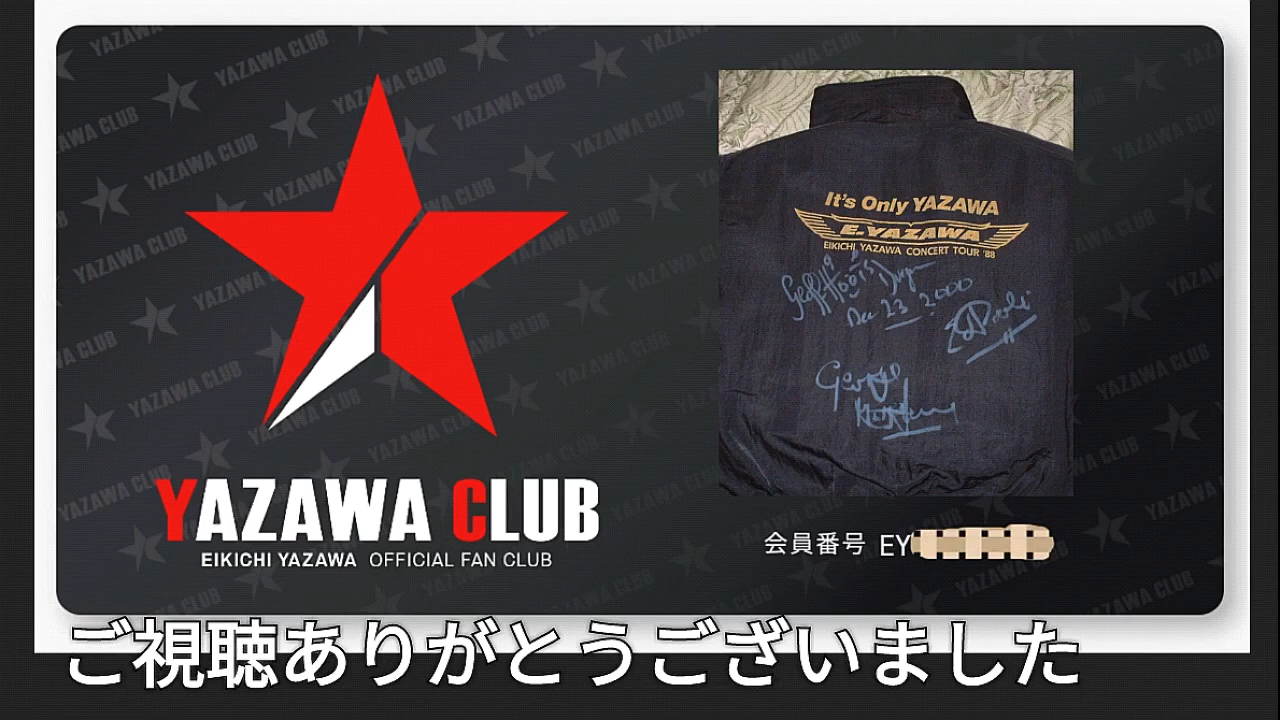 YAZAWA CLUB
EIKICHI YAZAWA OFFICIAL FAN CLUB
It's Only YAZAWA
E.YAZAWA
EIKICHI YAZAWA CONCERT TOUR '88
Dec 23 2000
George
会員番号 EY
ご視聴ありがとうございました